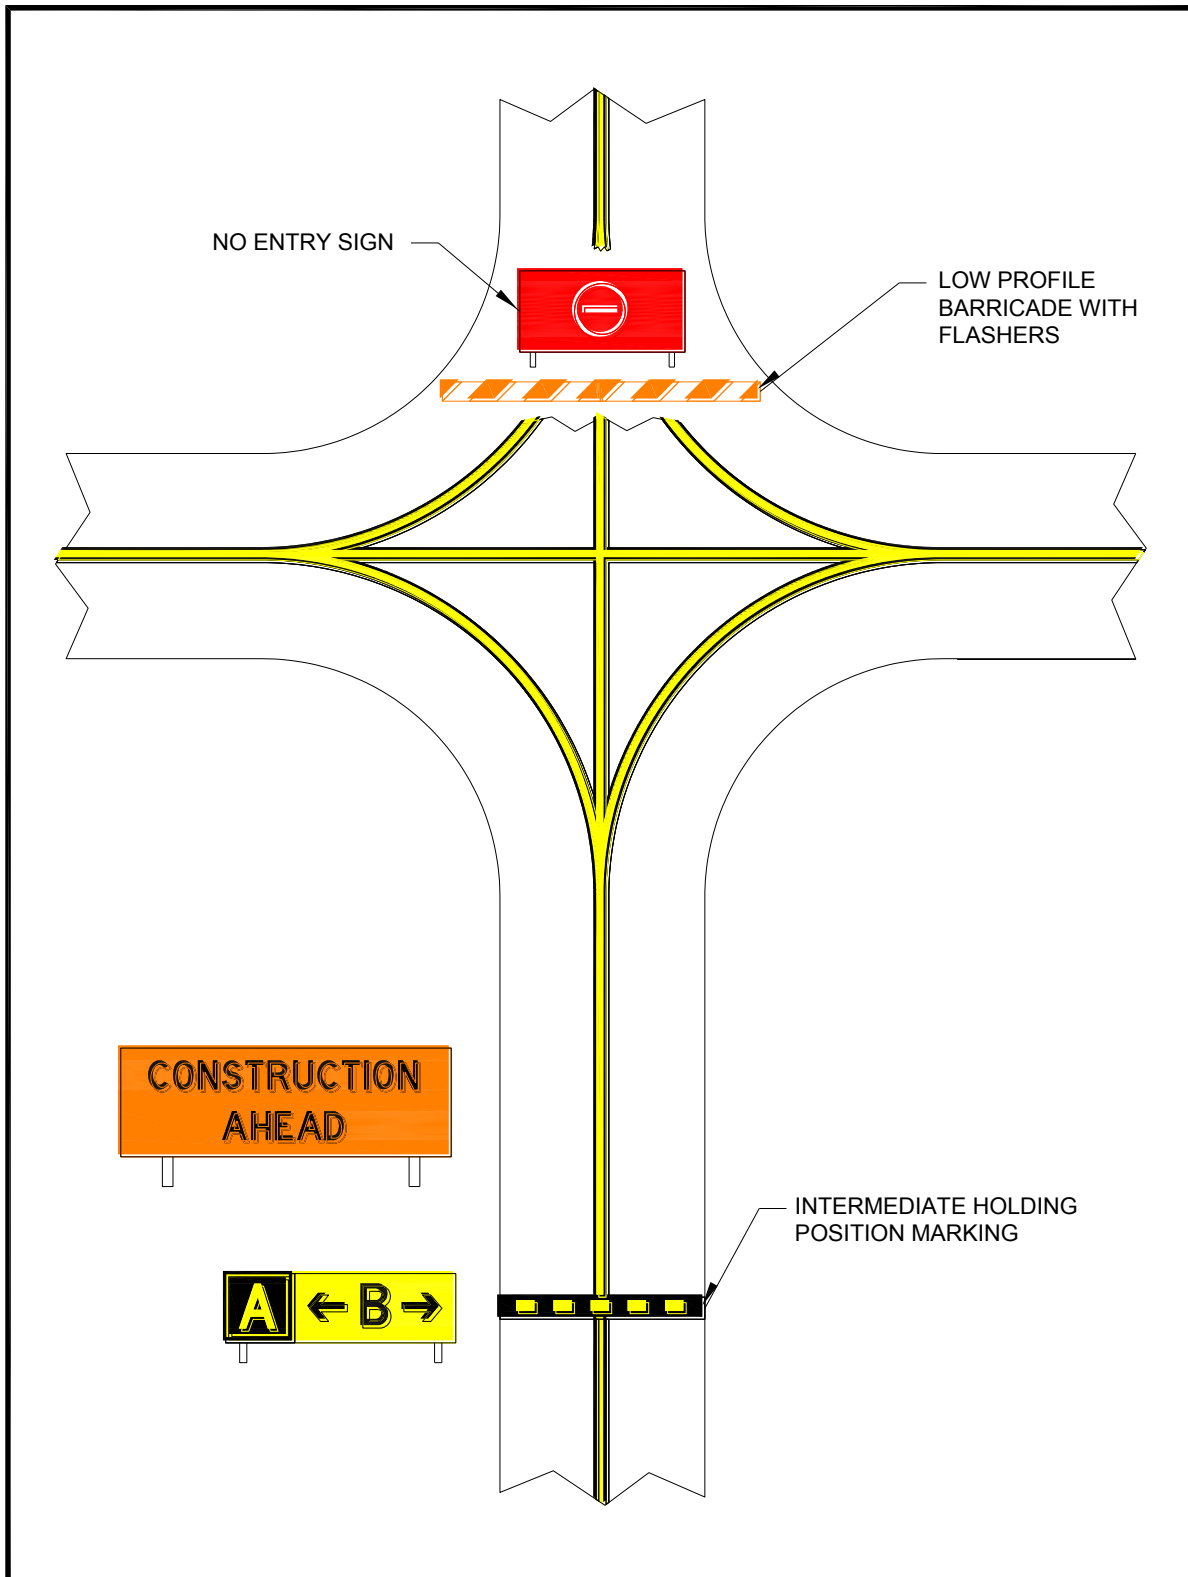 NO ENTRY SIGN
LOW PROFILE
BARRICADE WITH
FLASHERS
CONSTRUCTION
AHEAD
INTERMEDIATE HOLDING
POSITION MARKING
A ← B →